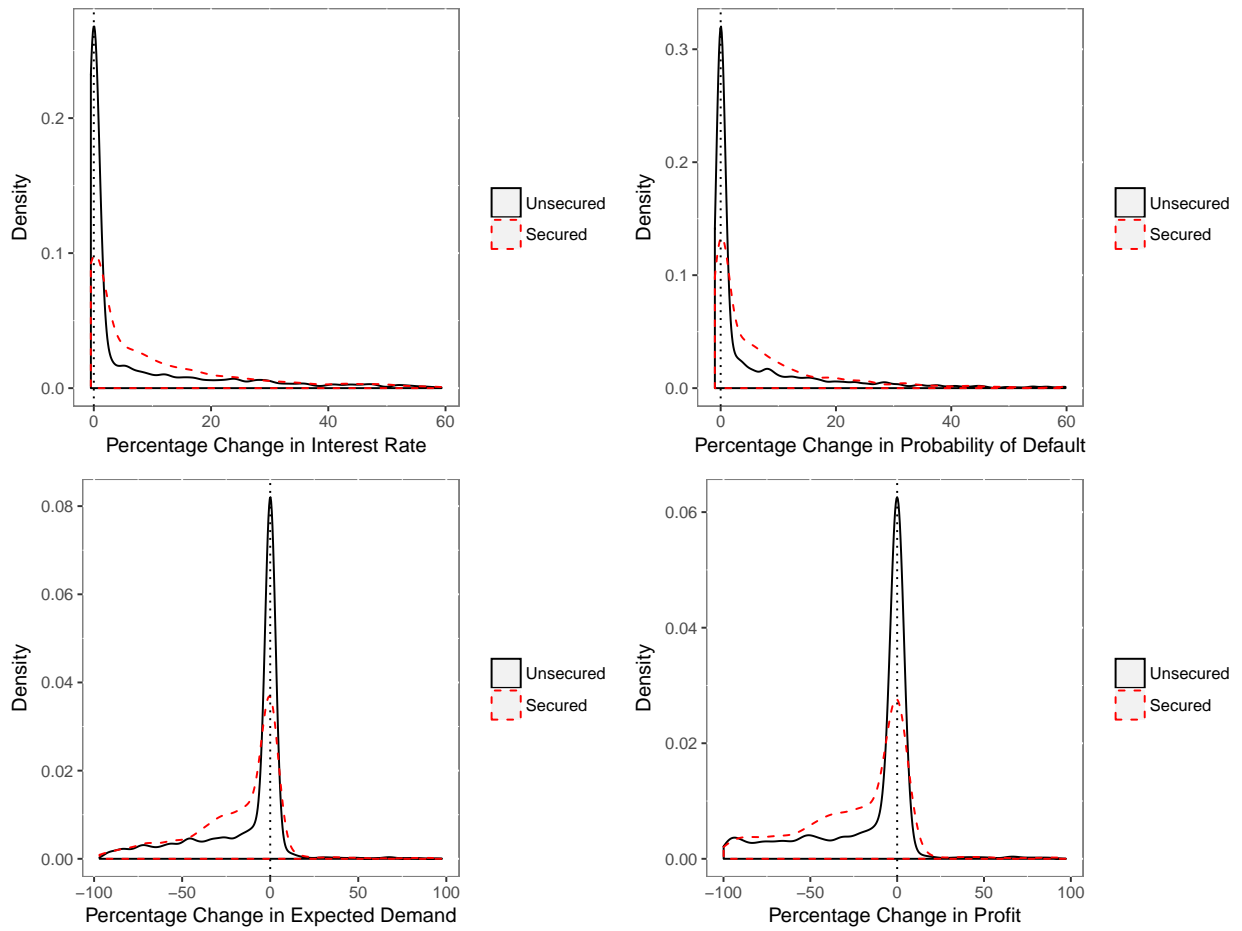 0.2
0.1
0.0
Density
0
20
40
60
Percentage Change in Interest Rate
Unsecured
Secured
0.3
0.2
0.1
0.0
Density
0
20
40
60
Percentage Change in Probability of Default
Unsecured
Secured
0.08
0.06
0.04
0.02
0.00
Density
−100
−50
0
50
100
Percentage Change in Expected Demand
Unsecured
Secured
0.06
0.04
0.02
0.00
Density
−100
−50
0
50
100
Percentage Change in Profit
Unsecured
Secured